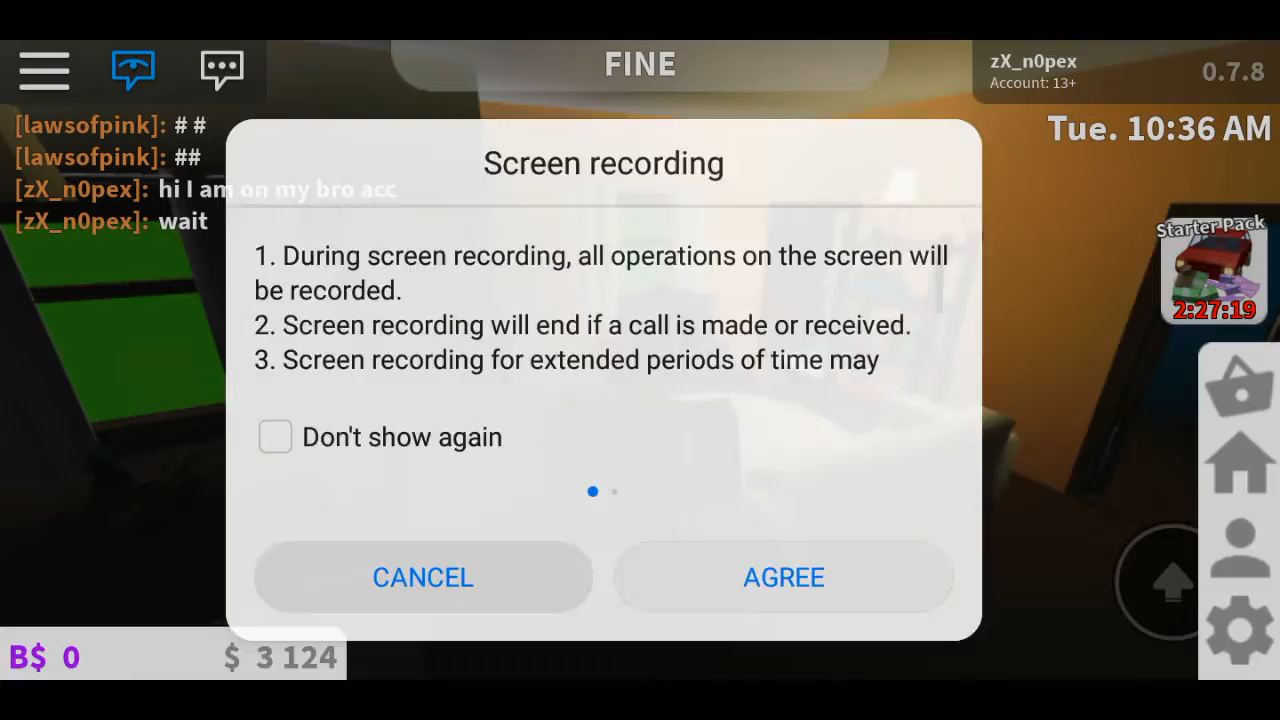 FINE
zX_n0pex
Account: 13+
0.7.8
Tue. 10:36 AM
[lawsofpink]: # #
[lawsofpink]: ##
[zX_n0pex]: hi I am on my bro acc
[zX_n0pex]: wait
Screen recording
1. During screen recording, all operations on the screen will
be recorded.
2. Screen recording will end if a call is made or received.
3. Screen recording for extended periods of time may
Don't show again
CANCEL
AGREE
Starter Pack
2:27:19
B$ 0
$ 3 124